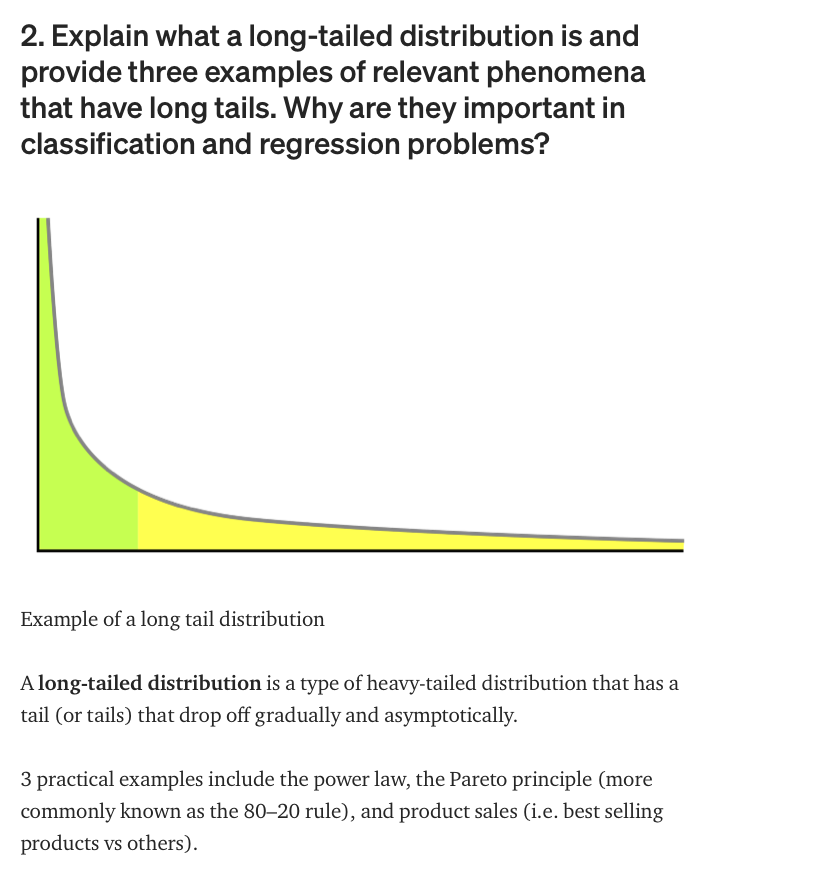 2. Explain what a long-tailed distribution is and
provide three examples of relevant phenomena
that have long tails. Why are they important in
classification and regression problems?
Example of a long tail distribution
A long-tailed distribution is a type of heavy-tailed distribution that has a
tail (or tails) that drop off gradually and asymptotically.
3 practical examples include the power law, the Pareto principle (more
commonly known as the 80–20 rule), and product sales (i.e. best selling
products vs others).